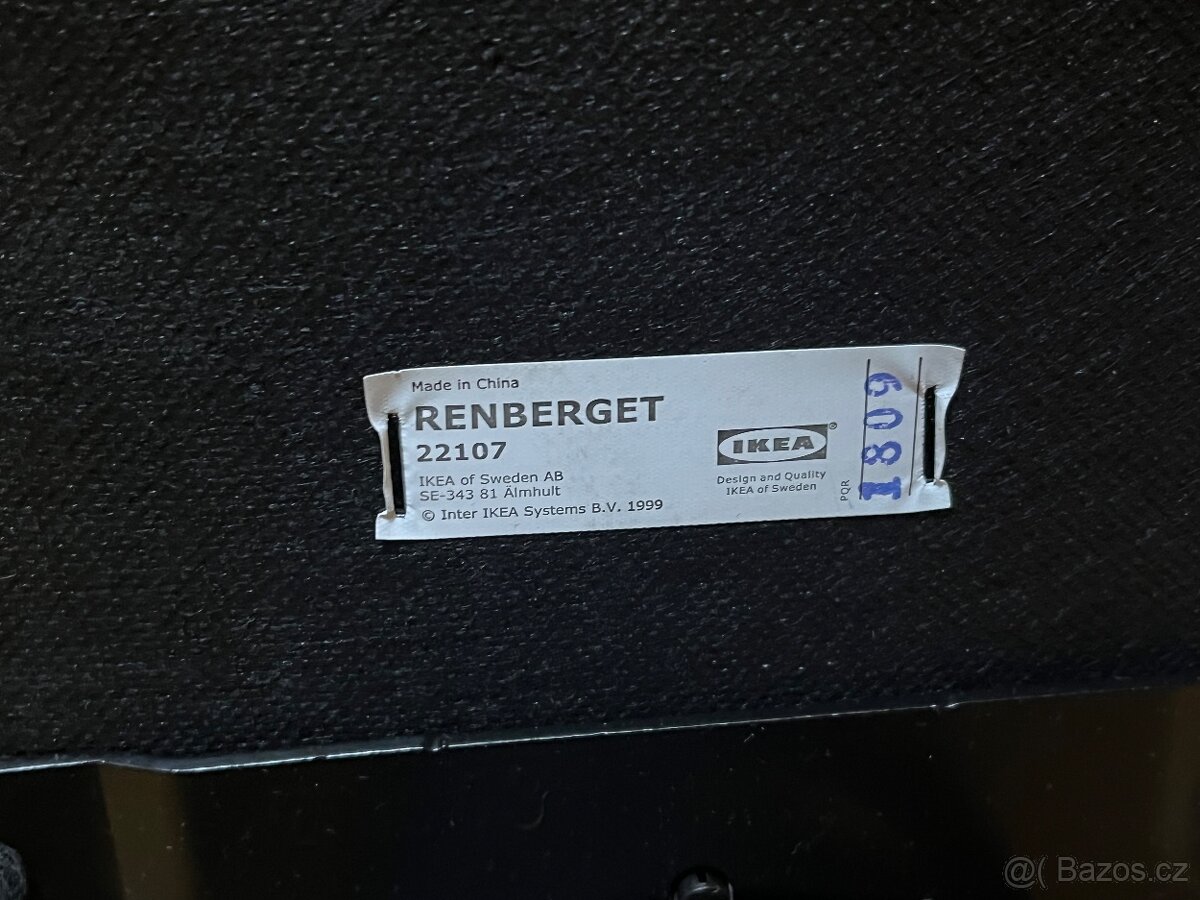 Made in China
RENBERGET
22107
IKEA of Sweden AB
SE-343 81 Älmhult
© Inter IKEA Systems B.V. 1999
IKEA®
Design and Quality
IKEA of Sweden
PQR
1809
@( Bazos.cz